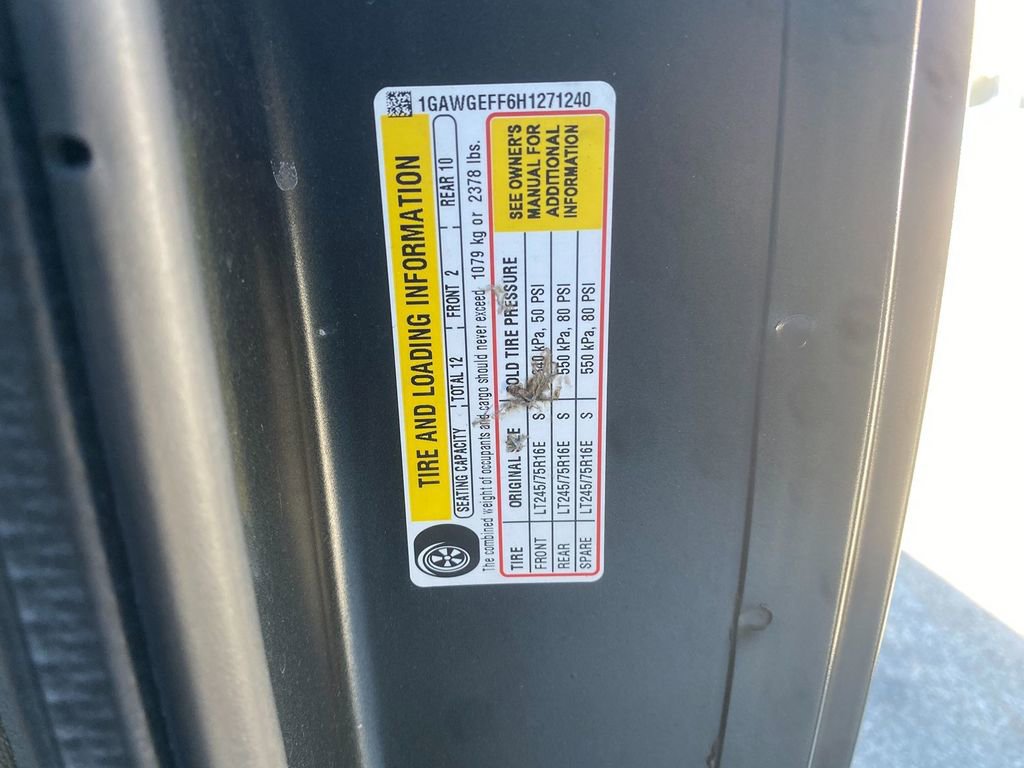 1GAWGEFF6H1271240
TIRE AND LOADING INFORMATION
SEATING CAPACITY TOTAL 12 FRONT 2 REAR 10
The combined weight of occupants and cargo should never exceed 1079 kg or 2378 lbs.
TIRE ORIGINAL COLD TIRE PRESSURE
FRONT LT245/75R16E S kPa, 50 PSI
REAR LT245/75R16E S 550 kPa, 80 PSI
SPARE LT245/75R16E S 550 kPa, 80 PSI
SEE OWNER'S
MANUAL FOR
ADDITIONAL
INFORMATION